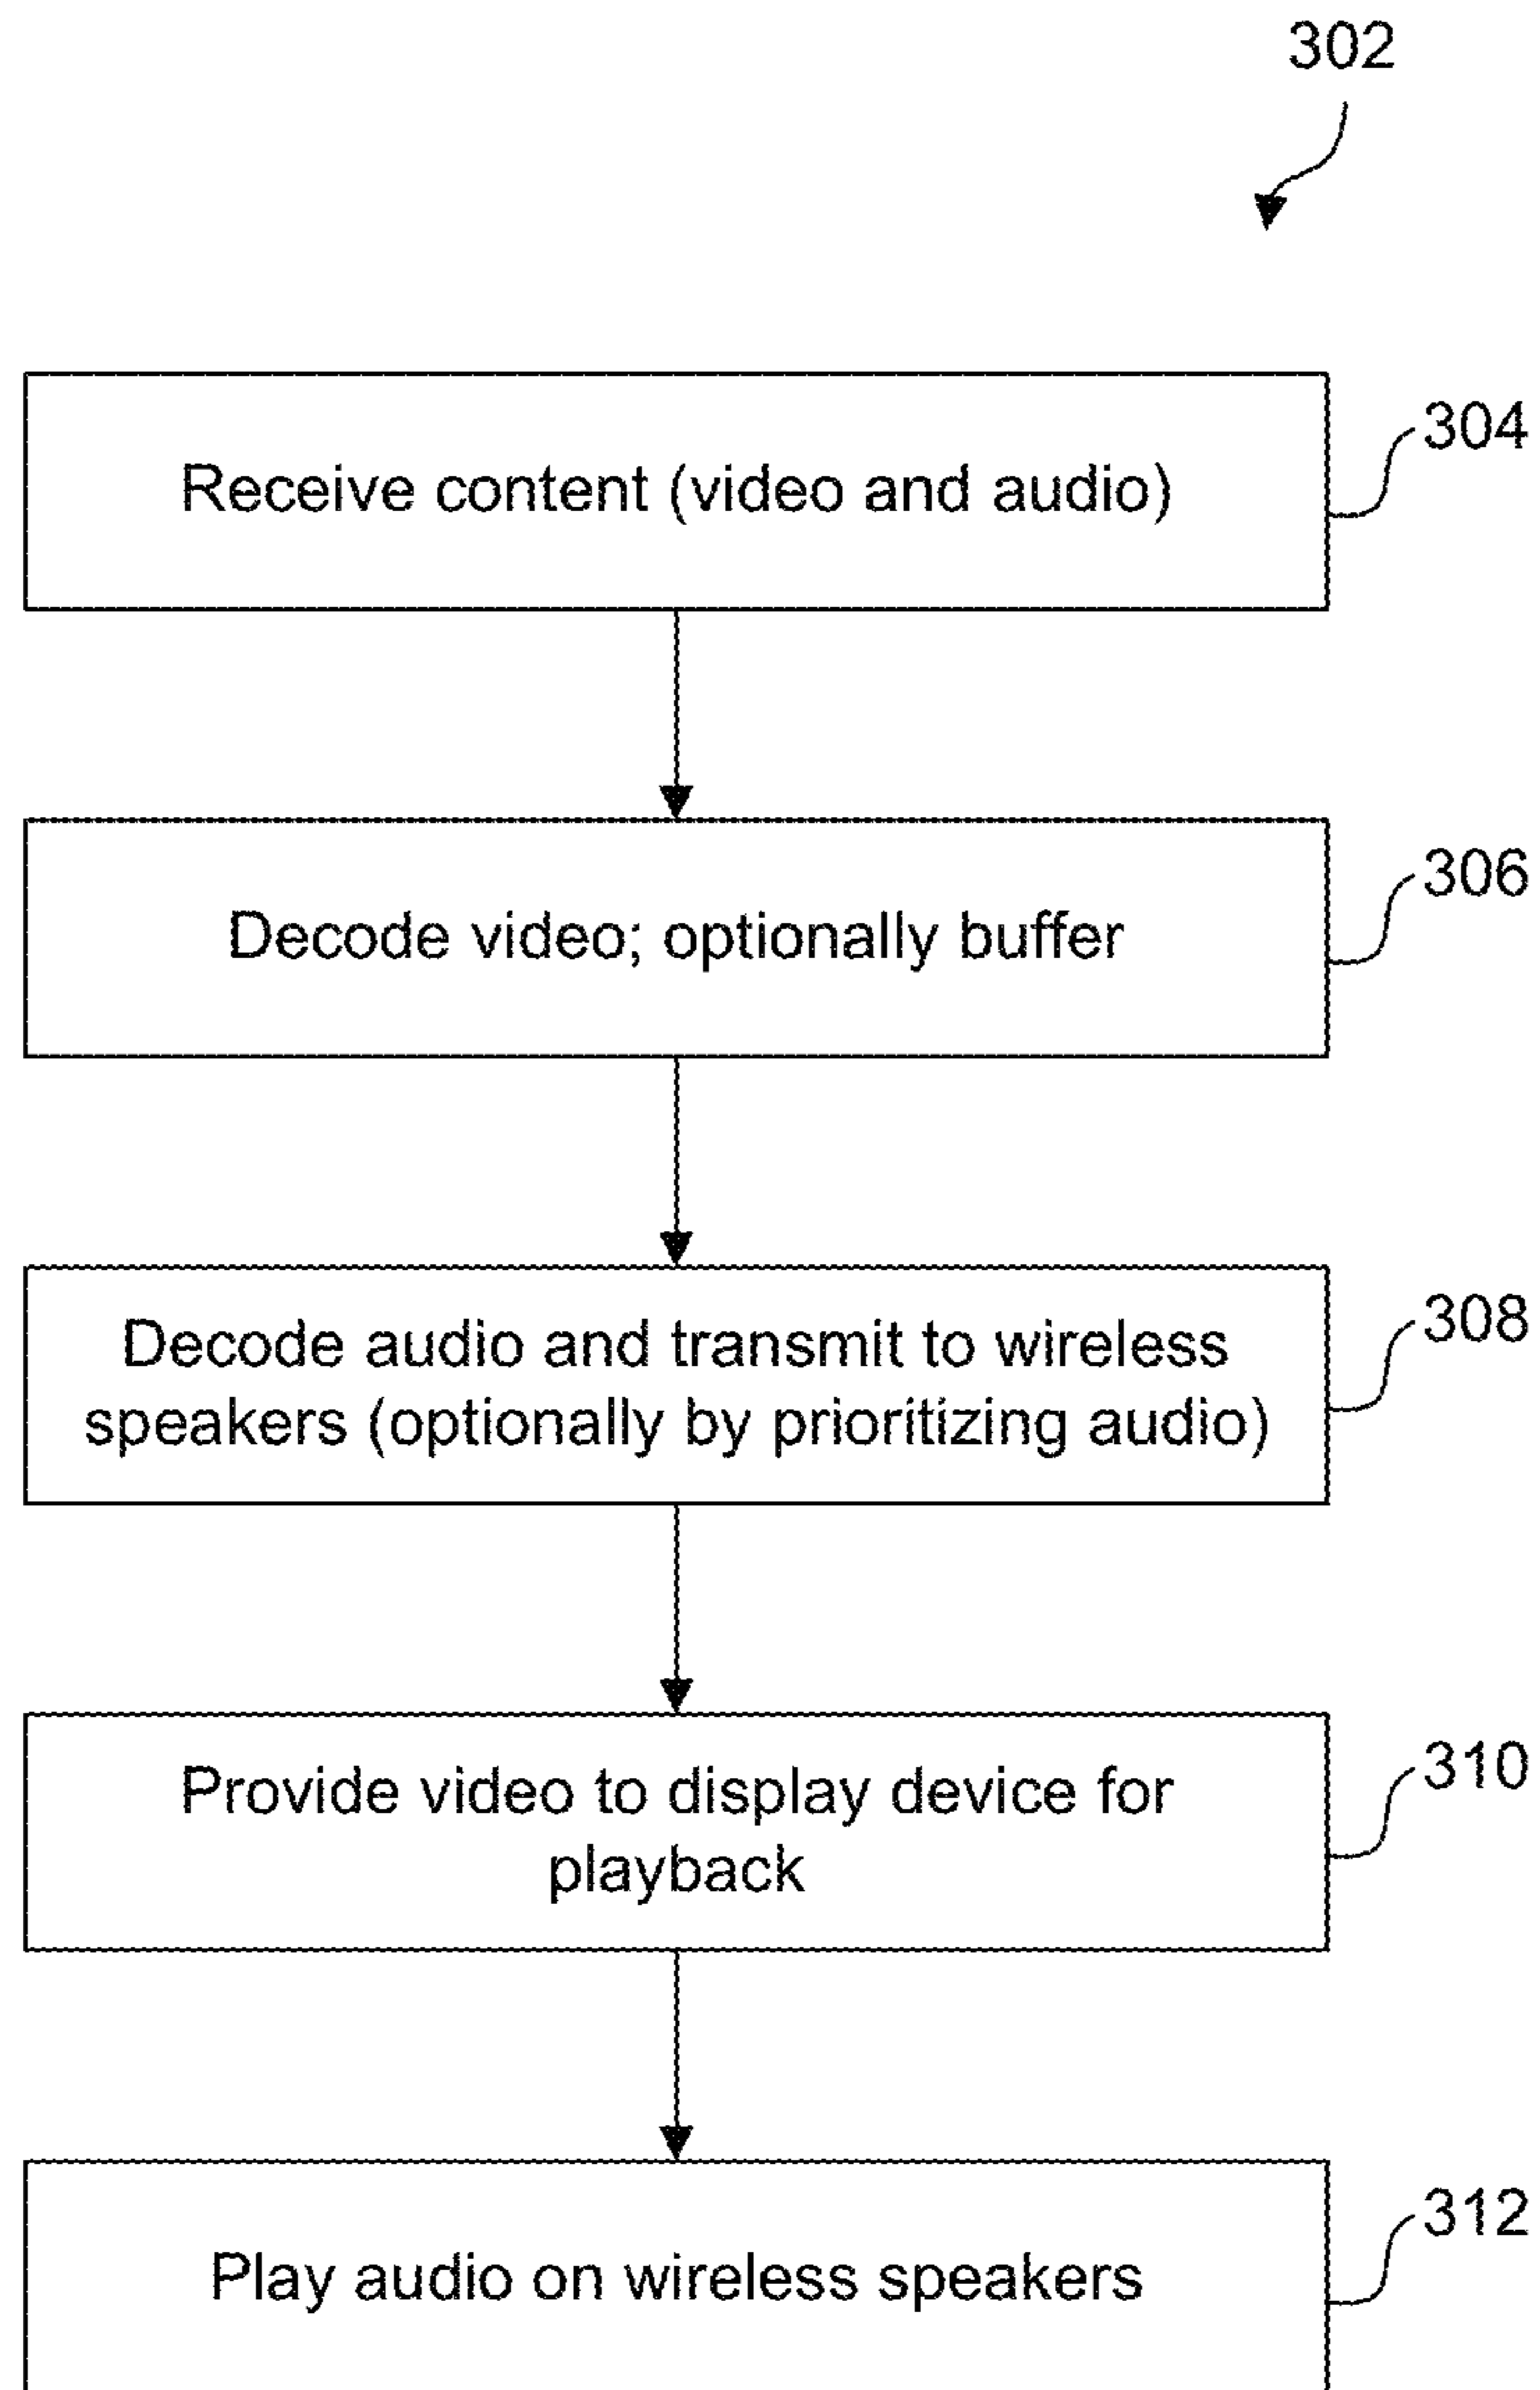 302
Receive content (video and audio)
304
Decode video; optionally buffer
306
Decode audio and transmit to wireless
speakers (optionally by prioritizing audio)
308
Provide video to display device for
playback
310
Play audio on wireless speakers
312